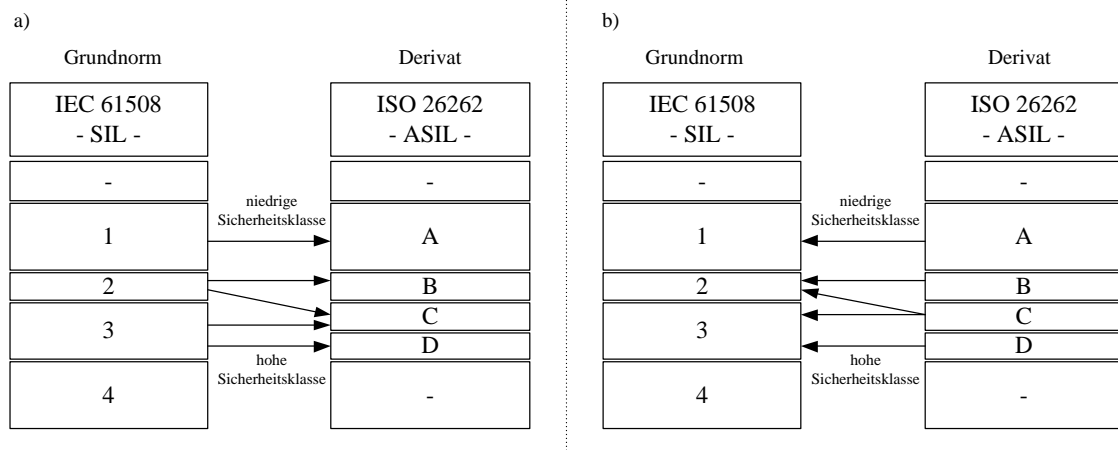 a)
Grundnorm
Derivat
IEC 61508
- SIL -
ISO 26262
- ASIL -
-
-
niedrige
Sicherheitsklasse
1
A
2
B
C
3
D
hohe
Sicherheitsklasse
4
-
b)
Grundnorm
Derivat
IEC 61508
- SIL -
ISO 26262
- ASIL -
-
-
niedrige
Sicherheitsklasse
1
A
2
B
C
3
D
hohe
Sicherheitsklasse
4
-